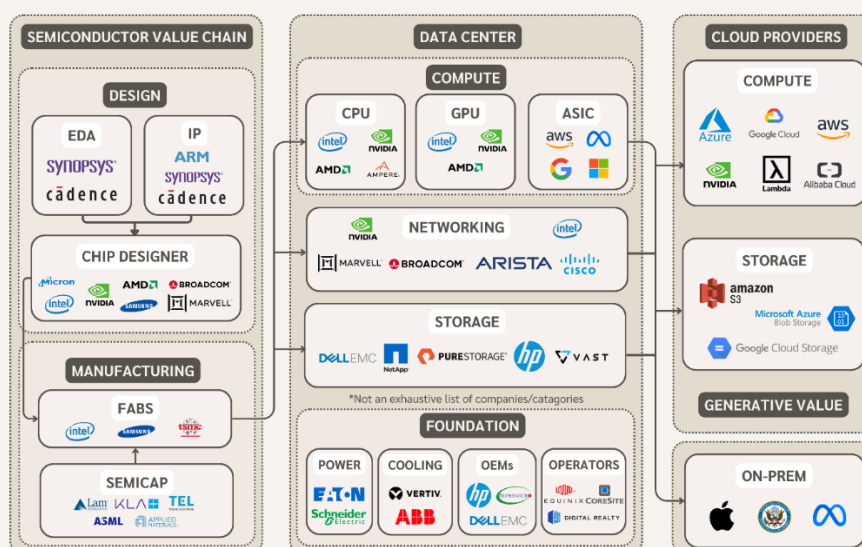 SEMICONDUCTOR VALUE CHAIN
DESIGN
EDA
SYNOPSYS®
cādence
IP
ARM
SYNOPSYS®
cādence
CHIP DESIGNER
Micron
AMD
BROADCOM®
intel
NVIDIA
SAMSUNG
MARVELL®
MANUFACTURING
FABS
intel
SAMSUNG
tsmc
SEMICAP
Lam
KLA
TEL
ASML
APPLIED
MATERIALS®
DATA CENTER
COMPUTE
CPU
intel
NVIDIA
AMD
AMPERE.
GPU
intel
NVIDIA
AMD
ASIC
aws
G
NETWORKING
NVIDIA
intel
MARVELL®
BROADCOM®
ARISTA
CISCO
STORAGE
DELLEMC
NetApp
PURESTORAGE®
hp
VAST
*Not an exhaustive list of companies/catagories
FOUNDATION
POWER
EATON
Schneider
Electric
COOLING
VERTIV.
ABB
OEMs
hp
SUPERMICR
DELLEMC
OPERATORS
EQUINIX
CORESITE
DIGITAL REALTY
CLOUD PROVIDERS
COMPUTE
Azure
Google Cloud
aws
NVIDIA
λ
Lambda
Alibaba Cloud
STORAGE
amazon
S3
Microsoft Azure
Blob Storage
10
01
Google Cloud Storage
GENERATIVE VALUE
ON-PREM